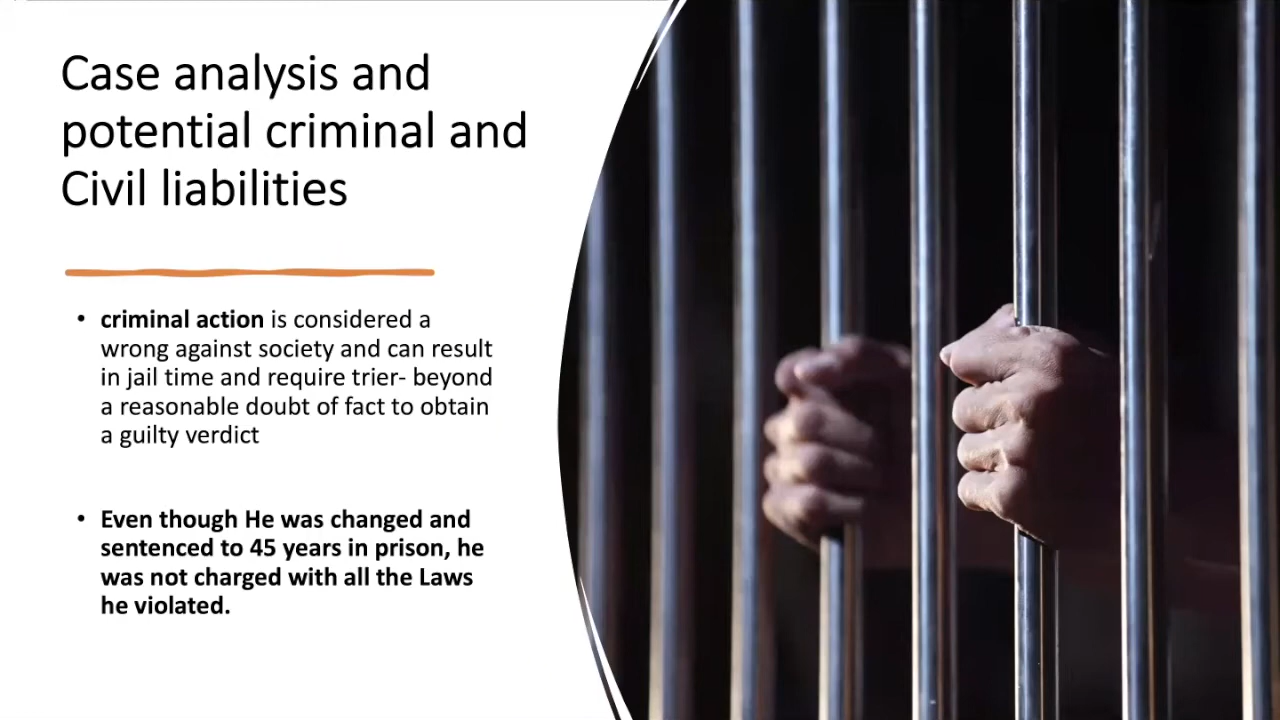 Case analysis and
potential criminal and
Civil liabilities
• criminal action is considered a
wrong against society and can result
in jail time and require trier- beyond
a reasonable doubt of fact to obtain
a guilty verdict
• Even though He was changed and
sentenced to 45 years in prison, he
was not charged with all the Laws
he violated.